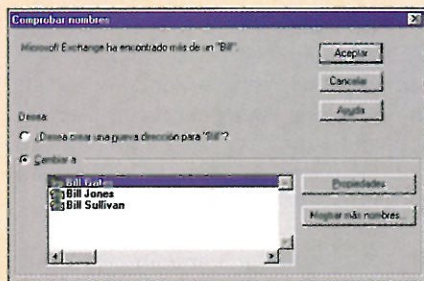 Comprobar nombres
Microsoft Exchange ha encontrado más de un "Bill".
Aceptar
Cancelar
Ayuda
Desea:
¿Desea crear una nueva dirección para "Bill"?
Cambiar a
Bill Gates
Bill Jones
Bill Sullivan
Propiedades
Mostrar más nombres...